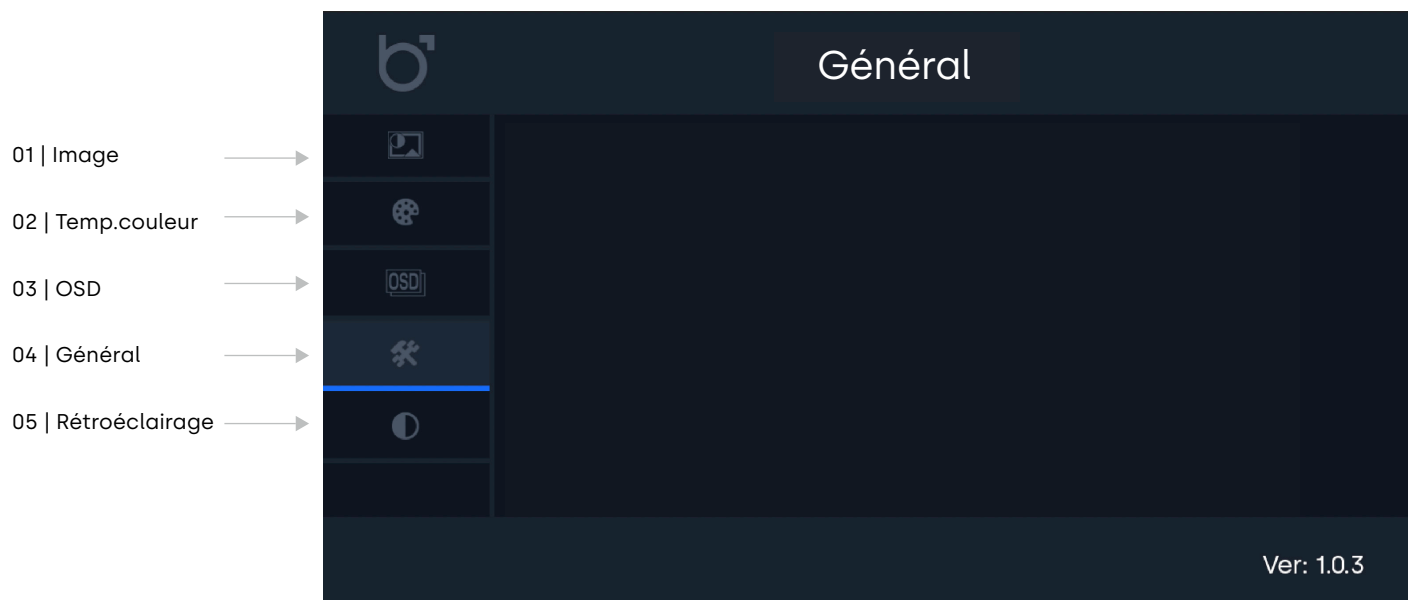 Général
01 | Image
02 | Temp.couleur
03 | OSD
OSD
04 | Général
05 | Rétroéclairage
Ver: 1.0.3